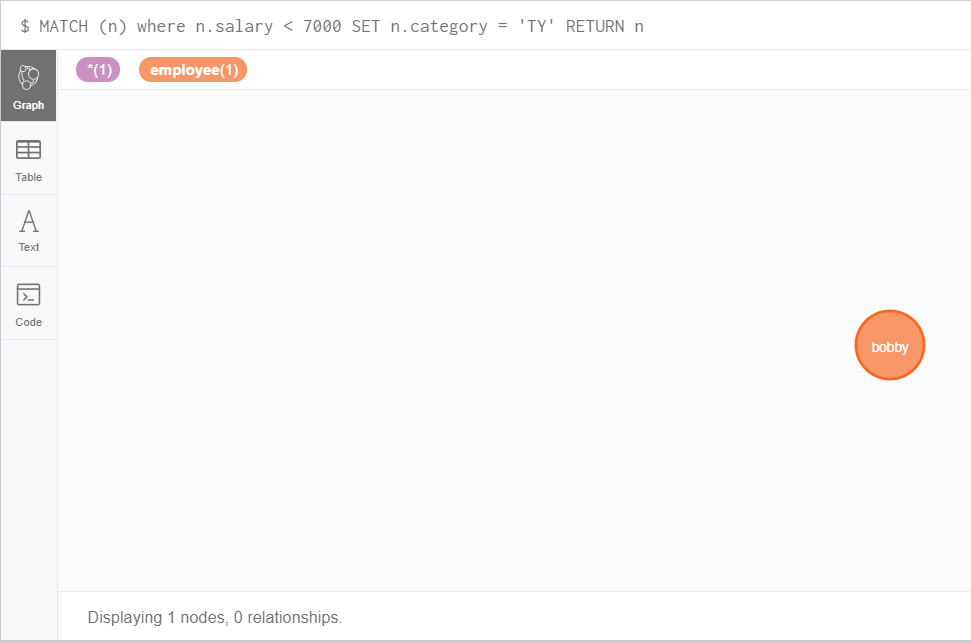 $ MATCH (n) where n.salary < 7000 SET n.category = 'TY' RETURN n
*(1) employee(1)
Graph
Table
A
Text
Code
bobby
Displaying 1 nodes, 0 relationships.